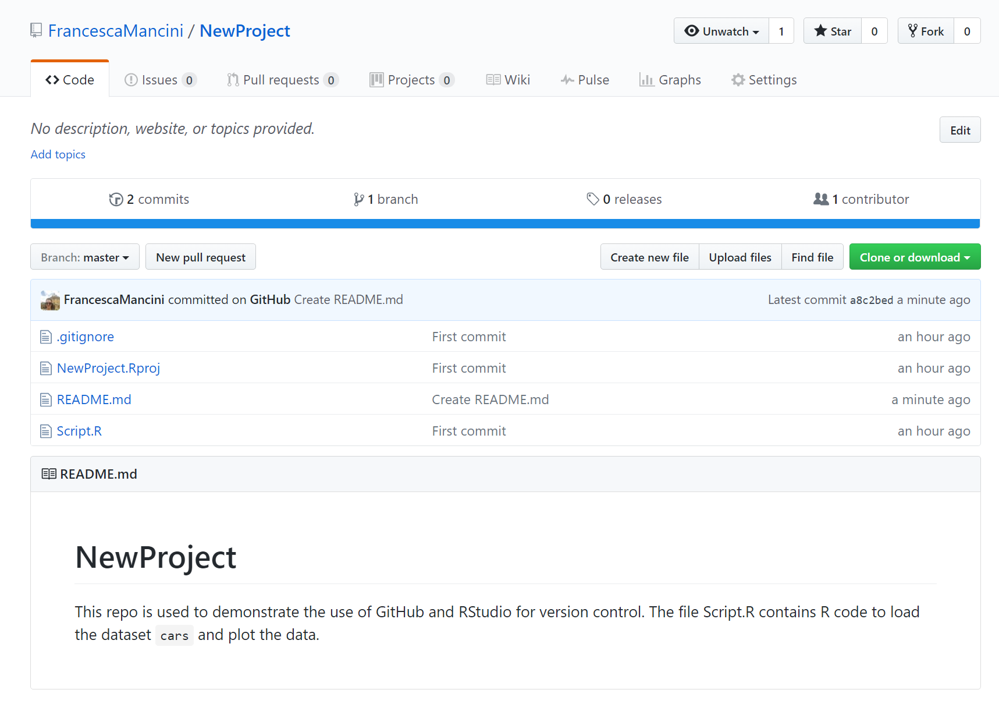 FrancescaMancini / NewProject
Unwatch 1 Star 0 Fork 0
Code Issues 0 Pull requests 0 Projects 0 Wiki Pulse Graphs Settings
No description, website, or topics provided.
Edit
Add topics
2 commits 1 branch 0 releases 1 contributor
Branch: master New pull request Create new file Upload files Find file Clone or download
FrancescaMancini committed on GitHub Create README.md Latest commit a8c2bed a minute ago
.gitignore First commit an hour ago
NewProject.Rproj First commit an hour ago
README.md Create README.md a minute ago
Script.R First commit an hour ago
README.md
NewProject
This repo is used to demonstrate the use of GitHub and RStudio for version control. The file Script.R contains R code to load
the dataset cars and plot the data.